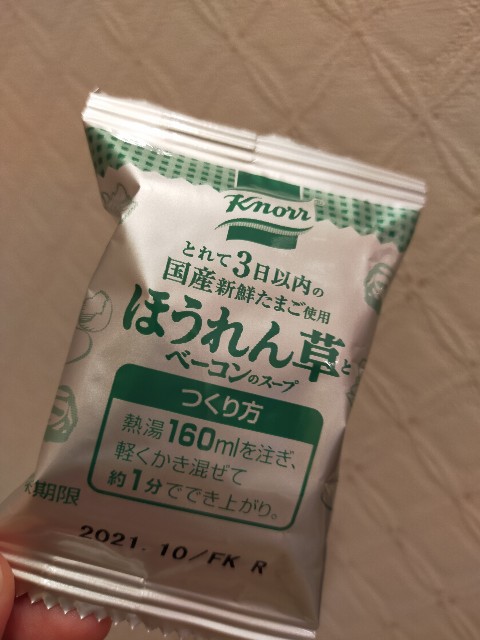 Knorr
とれて3日以内の
国産新鮮たまご使用
ほうれん草と
ベーコンのスープ
つくり方
熱湯160mlを注ぎ、
軽くかき混ぜて
約1分でき上がり。
期限
2021.10/FK R